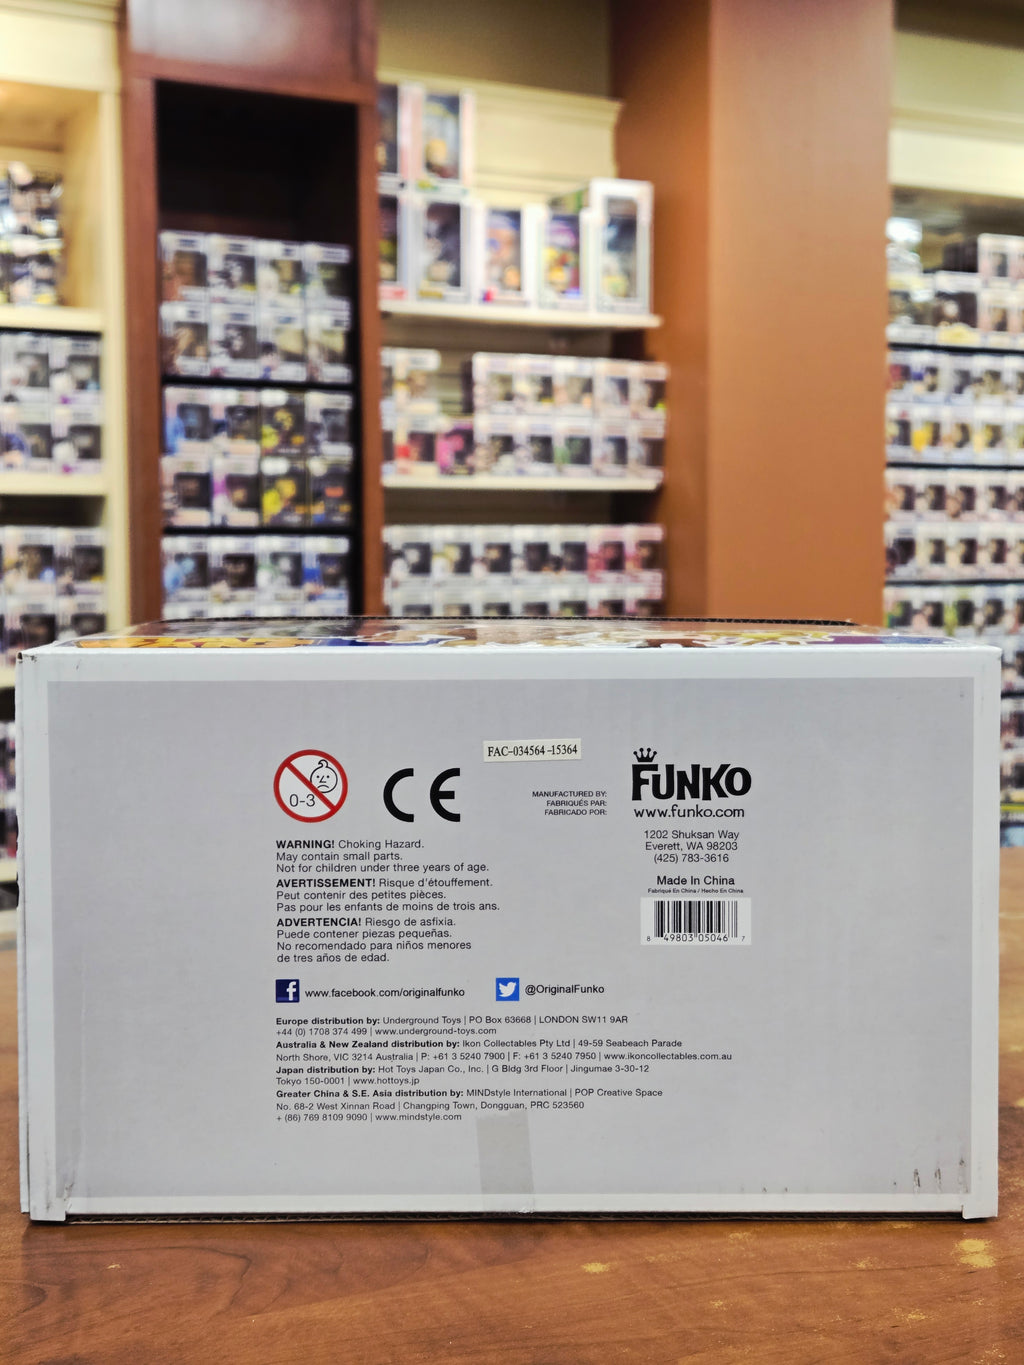 FAC-034564-15364
0-3
CE
MANUFACTURED BY:
FABRIQUÉS PAR:
FABRICADO POR:
FUNKO
www.funko.com
1202 Shuksan Way
Everett, WA 98203
(425) 783-3616
Made In China
Fabriqué En China / Hecho En China
8 49803 05046 7
WARNING! Choking Hazard.
May contain small parts.
Not for children under three years of age.
AVERTISSEMENT! Risque d'étouffement.
Peut contenir des petites pièces.
Pas pour les enfants de moins de trois ans.
ADVERTENCIA! Riesgo de asfixia.
Puede contener piezas pequeñas.
No recomendado para niños menores
de tres años de edad.
f www.facebook.com/originalfunko
@OriginalFunko
Europe distribution by: Underground Toys | PO Box 63668 | LONDON SW11 9AR
+44 (0) 1708 374 499 | www.underground-toys.com
Australia & New Zealand distribution by: Ikon Collectables Pty Ltd | 49-59 Seabeach Parade
North Shore, VIC 3214 Australia | P: +61 3 5240 7900 | F: +61 3 5240 7950 | www.ikoncollectables.com.au
Japan distribution by: Hot Toys Japan Co., Inc. | G Bldg 3rd Floor | Jingumae 3-30-12
Tokyo 150-0001 | www.hottoys.jp
Greater China & S.E. Asia distribution by: MINDstyle International | POP Creative Space
No. 68-2 West Xinnan Road | Changping Town, Dongguan, PRC 523560
+ (86) 769 8109 9090 | www.mindstyle.com